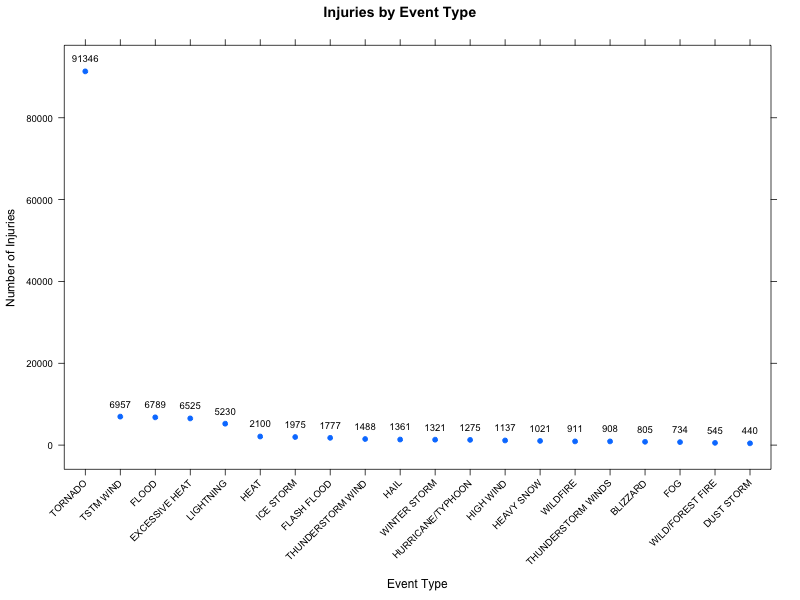 Injuries by Event Type
Number of Injuries
80000
60000
40000
20000
0
91346
6957
6789
6525
5230
2100
1975
1777
1488
1361
1321
1275
1137
1021
911
908
805
734
545
440
TORNADO
TSTM WIND
FLOOD
EXCESSIVE HEAT
LIGHTNING
HEAT
ICE STORM
FLASH FLOOD
THUNDERSTORM WIND
HAIL
WINTER STORM
HURRICANE/TYPHOON
HIGH WIND
HEAVY SNOW
WILDFIRE
THUNDERSTORM WINDS
BLIZZARD
FOG
WILD/FOREST FIRE
DUST STORM
Event Type